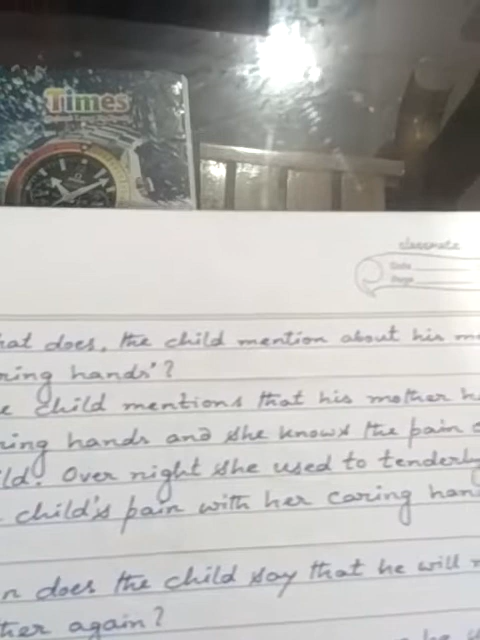 Times
classmate
Date
Page
hat does, the child mention about his m
ring hands'?
e child mentions that his mother h
ring hands and she knows the pain
ld. Over night she used to tenderly
child's pain with her caring han
n does the child say that he will
ther again?